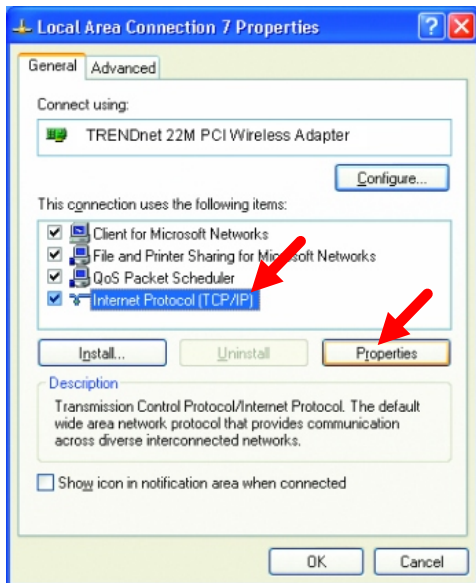 Local Area Connection 7 Properties
General
Advanced
Connect using:
TRENDnet 22M PCI Wireless Adapter
Configure...
This connection uses the following items:
Client for Microsoft Networks
File and Printer Sharing for Microsoft Networks
QoS Packet Scheduler
Internet Protocol (TCP/IP)
Install...
Uninstall
Properties
Description
Transmission Control Protocol/Internet Protocol. The default
wide area network protocol that provides communication
across diverse interconnected networks.
Show icon in notification area when connected
OK
Cancel